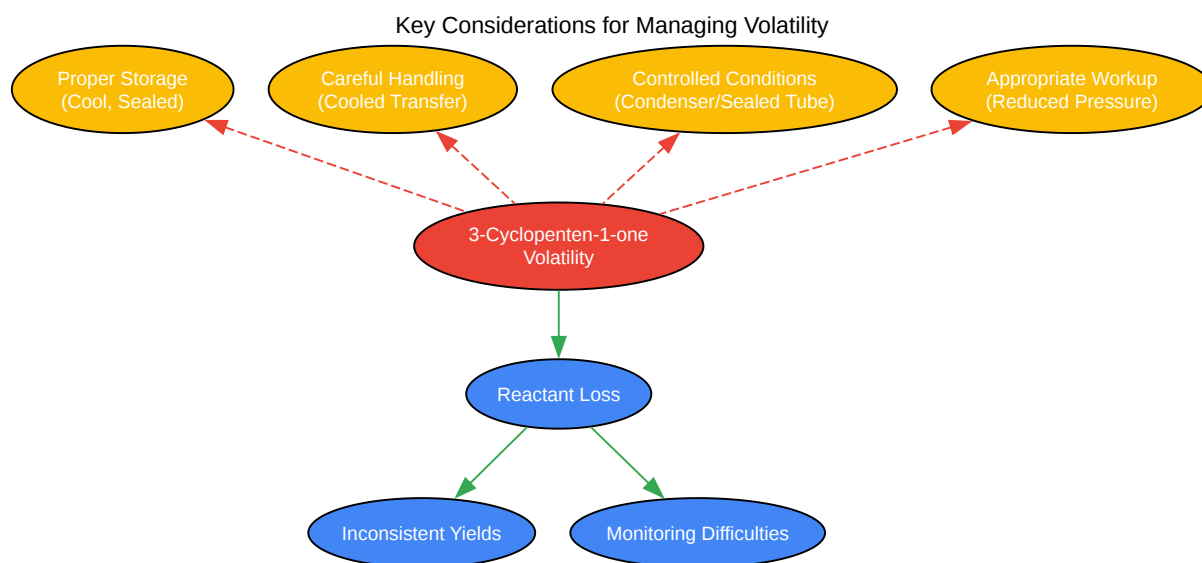 Key Considerations for Managing Volatility
Proper Storage
(Cool, Sealed)
Careful Handling
(Cooled Transfer)
Controlled Conditions
(Condenser/Sealed Tube)
Appropriate Workup
(Reduced Pressure)
3-Cyclopenten-1-one
Volatility
Reactant Loss
Inconsistent Yields
Monitoring Difficulties